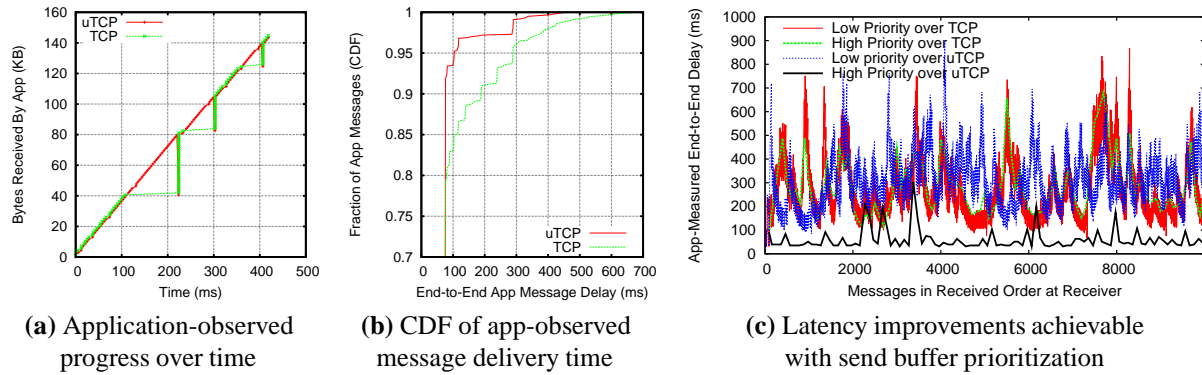 uTCP
TCP
Bytes Received By App (KB)
160
140
120
100
80
60
40
20
0
0 100 200 300 400 500
Time (ms)
(a) Application-observed
progress over time
Fraction of App Messages (CDF)
1
0.95
0.9
0.85
0.8
0.75
0.7
uTCP
TCP
0 100 200 300 400 500 600 700
End-to-End App Message Delay (ms)
(b) CDF of app-observed
message delivery time
App-Measured End-to-End Delay (ms)
1000
900
800
700
600
500
400
300
200
100
0
Low Priority over TCP
High Priority over TCP
Low priority over uTCP
High Priority over uTCP
0 2000 4000 6000 8000
Messages in Received Order at Receiver
(c) Latency improvements achievable
with send buffer prioritization